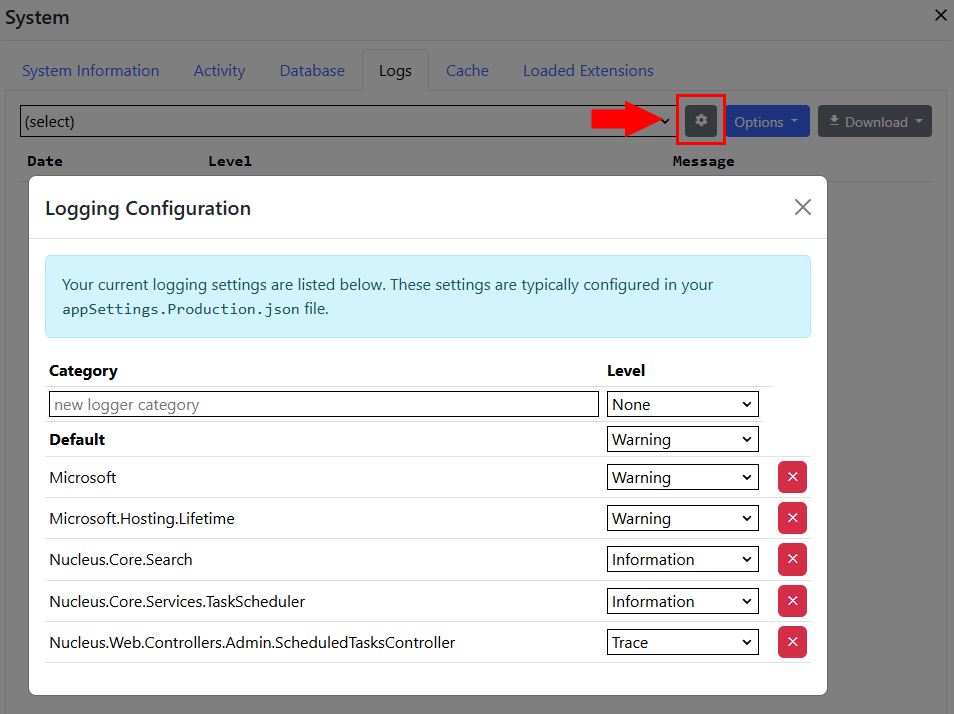 System
System Information Activity Database Logs Cache Loaded Extensions
(select) Options Download
Date Level Message
Logging Configuration
Your current logging settings are listed below. These settings are typically configured in your
appSettings.Production.json file.
Category Level
new logger category None
Default Warning
Microsoft Warning
Microsoft.Hosting.Lifetime Warning
Nucleus.Core.Search Information
Nucleus.Core.Services.TaskScheduler Information
Nucleus.Web.Controllers.Admin.ScheduledTasksController Trace